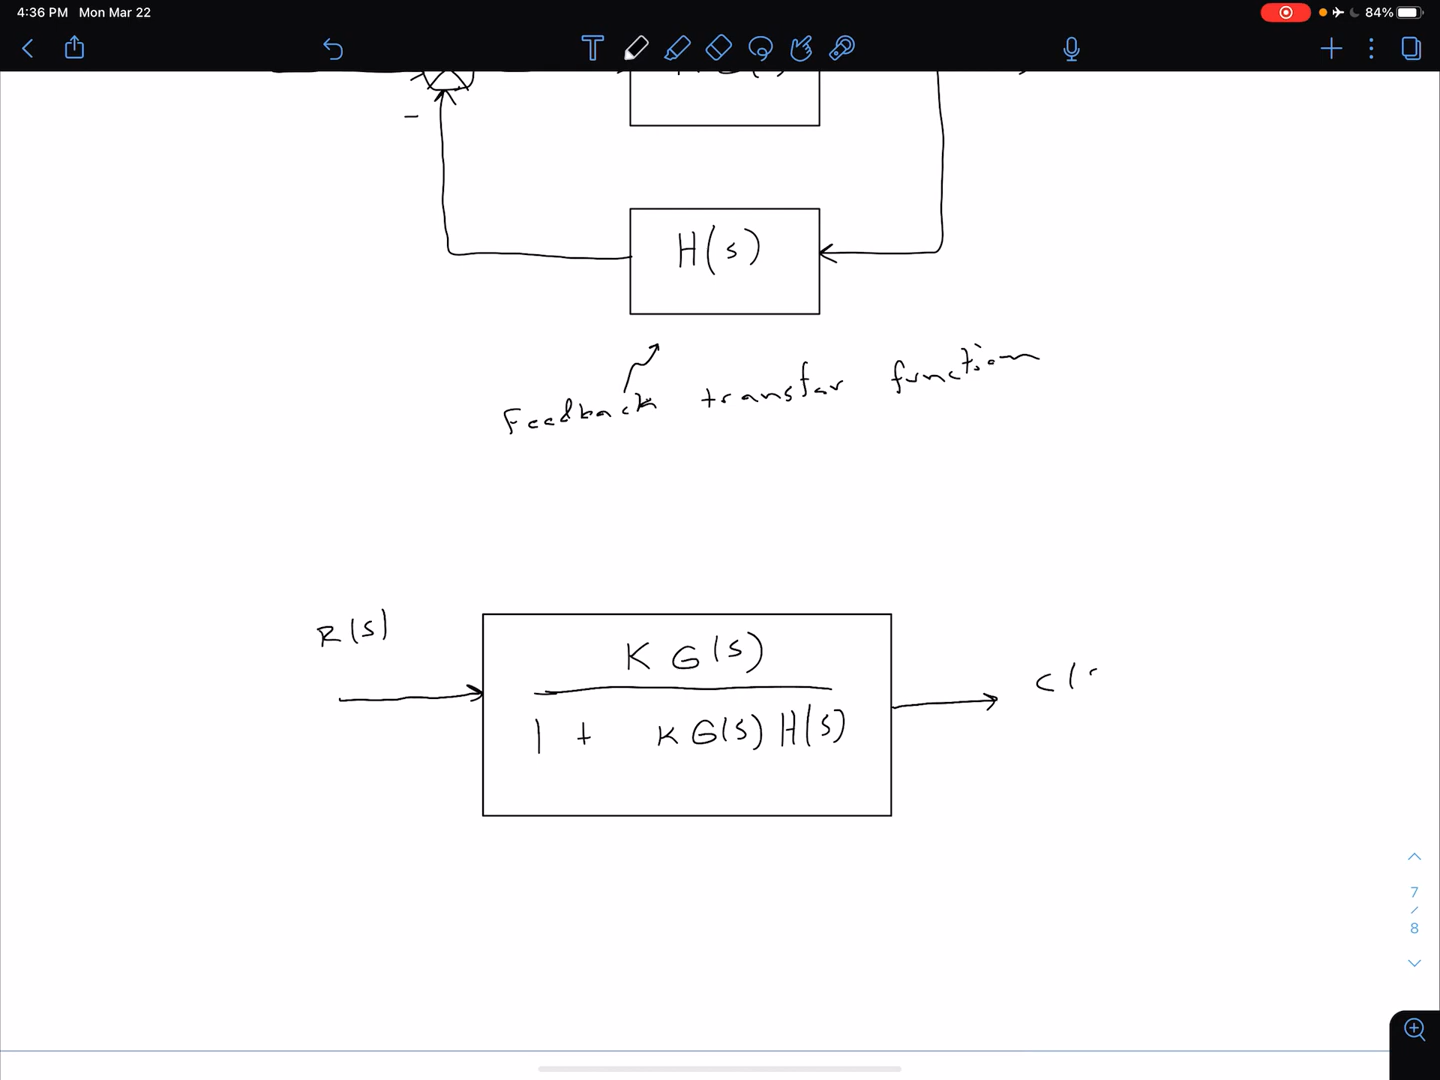 4:36 PM Mon Mar 22
84%
T
-
H(s)
Feedback transfer function
R(s)
K G(s)
1 + K G(s) H(s)
C(
7
/
8